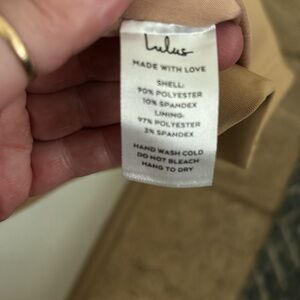 Lulus
MADE WITH LOVE
SHELL:
90% POLYESTER
10% SPANDEX
LINING:
97% POLYESTER
3% SPANDEX
HAND WASH COLD
DO NOT BLEACH
HANG TO DRY